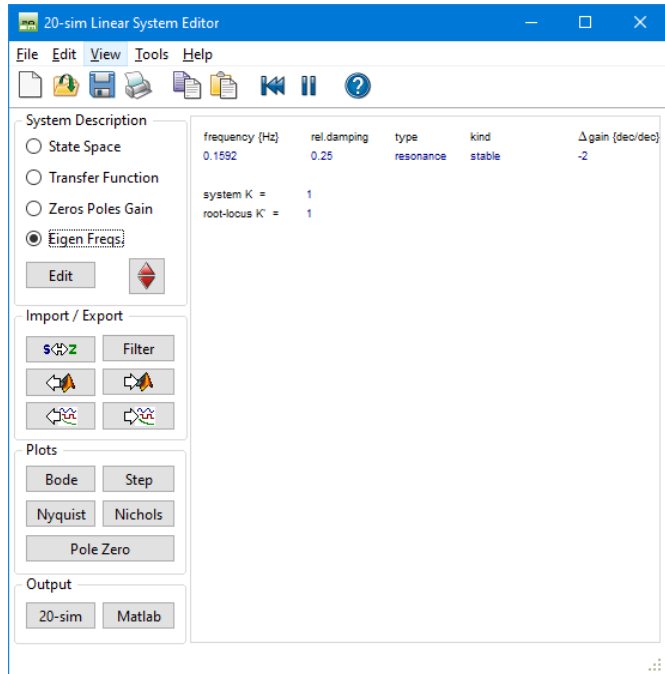 20-sim Linear System Editor
File Edit View Tools Help
System Description
State Space
Transfer Function
Zeros Poles Gain
Eigen Freqs.
Edit
Import / Export
S Z Filter
Plots
Bode Step
Nyquist Nichols
Pole Zero
Output
20-sim Matlab
frequency {Hz} rel.damping type kind Δ gain {dec/dec}
0.1592 0.25 resonance stable -2
system K = 1
root-locus K' = 1